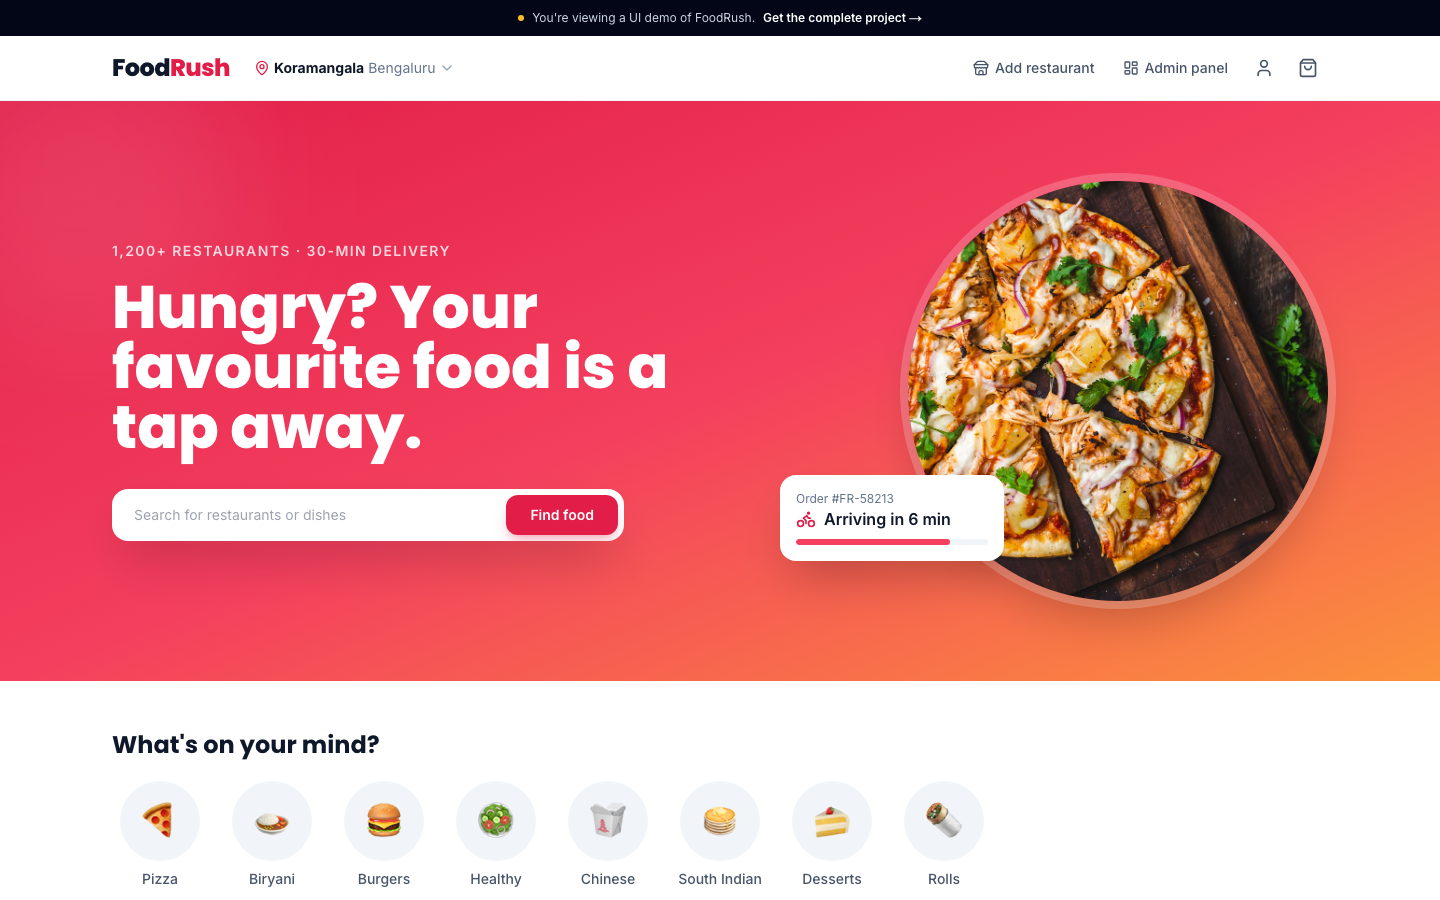 You're viewing a UI demo of FoodRush. Get the complete project →
FoodRush
Koramangala Bengaluru
Add restaurant
Admin panel
1,200+ RESTAURANTS · 30-MIN DELIVERY
Hungry? Your
favourite food is a
tap away.
Search for restaurants or dishes
Find food
Order #FR-58213
Arriving in 6 min
What's on your mind?
Pizza
Biryani
Burgers
Healthy
Chinese
South Indian
Desserts
Rolls